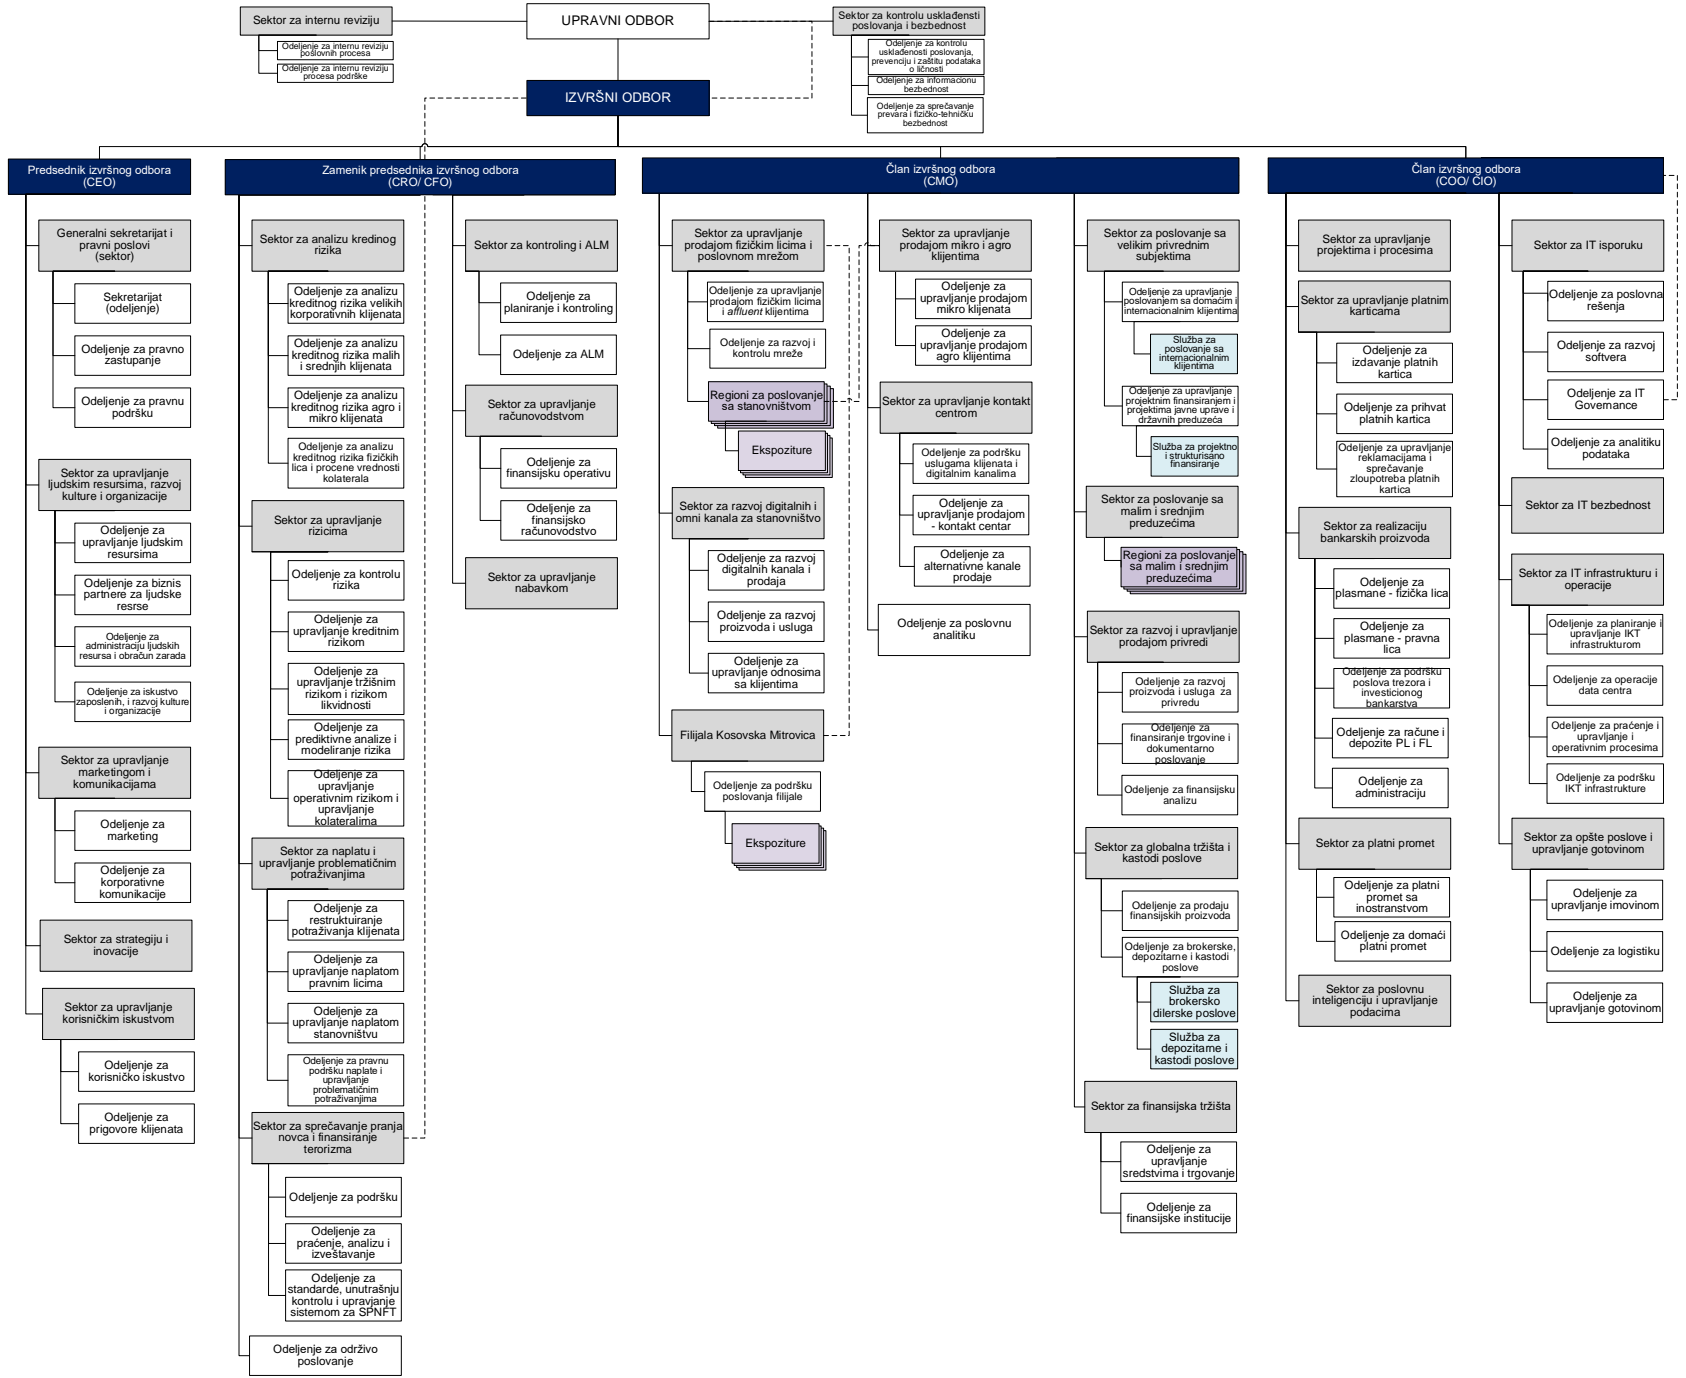 Sektor za internu reviziju
Odeljenje za internu reviziju
poslovnih procesa
Odeljenje za internu reviziju
procesa podrške
UPRAVNI ODBOR
IZVRŠNI ODBOR
Sektor za kontrolu usklađensti
poslovanja i bezbednost
Odeljenje za kontrolu
usklađenosti poslovanja,
prevenciju i zaštitu podataka
o ličnosti
Odeljenje za informacionu
bezbednost
Odeljenje za sprečavanje
prevara i fizičko-tehničku
bezbednost
Predsednik izvršnog odbora
(CEO)
Generalni sekretarijat i
pravni poslovi
(sektor)
Sekretarijat
(odeljenje)
Odeljenje za pravno
zastupanje
Odeljenje za pravnu
podršku
Sektor za upravljanje
ljudskim resursima, razvoj
kulture i organizacije
Odeljenje za
upravljanje ljudskim
resursima
Odeljenje za biznis
partnere za ljudske
resrse
Odeljenje za
administraciju ljudskih
resursa i obračun zarada
Odeljenje za iskustvo
zaposlenih, i razvoj kulture
i organizacije
Sektor za upravljanje
marketingom i
komunikacijama
Odeljenje za
marketing
Odeljenje za
korporativne
komunikacije
Sektor za strategiju i
inovacije
Sektor za upravljanje
korisničkim iskustvom
Odeljenje za
korisničko iskustvo
Odeljenje za
prigovore klijenata
Zamenik predsednika izvršnog odbora
(CRO/ CFO)
Sektor za analizu kredinog
rizika
Odeljenje za analizu
kreditnog rizika velikih
korporativnih klijenata
Odeljenje za analizu
kreditnog rizika malih
i srednjih klijenata
Odeljenje za analizu
kreditnog rizika agro i
mikro klijenata
Odeljenje za analizu
kreditnog rizika fizičkih
lica i procene vrednosti
kolaterala
Sektor za upravljanje
rizicima
Odeljenje za kontrolu
rizika
Odeljenje za
upravljanje kreditnim
rizikom
Odeljenje za
upravljanje tržišnim
rizikom i rizikom
likvidnosti
Odeljenje za
prediktivne analize i
modeliranje rizika
Odeljenje za
upravljanje
operativnim rizikom i
upravljanje
kolateralima
Sektor za naplatu i
upravljanje problematičnim
potraživanjima
Odeljenje za
restruktuiranje
potraživanja klijenata
Odeljenje za
upravljanje naplatom
pravnim licima
Odeljenje za
upravljanje naplatom
stanovništvu
Odeljenje za pravnu
podršku naplate i
upravljanje
problematičnim
potraživanjima
Sektor za sprečavanje pranja
novca i finansiranje
terorizma
Odeljenje za podršku
Odeljenje za
praćenje, analizu i
izveštavanje
Odeljenje za
standarde, unutrašnju
kontrolu i upravjanje
sistemom za SPNFT
Odeljenje za održivo
poslovanje
Sektor za kontroling i ALM
Odeljenje za
planiranje i kontroling
Odeljenje za ALM
Sektor za upravljanje
računovodstvom
Odeljenje za
finansijsku operativu
Odeljenje za
finansijsko
računovodstvo
Sektor za upravljanje
nabavkom
Član izvršnog odbora
(CMO)
Sektor za upravljanje
prodajom fizičkim licima i
poslovnom mrežom
Odeljenje za upravljanje
prodajom fizičkim licima
i affluent klijentima
Odeljenje za razvoj i
kontrolu mreže
Regioni za poslovanje
sa stanovništvom
Ekspoziture
Sektor za razvoj digitalnih i
omni kanala za stanovništvo
Odeljenje za razvoj
digitalnih kanala i
prodaja
Odeljenje za razvoj
proizvoda i usluga
Odeljenje za
upravljanje odnosima
sa klijentima
Filijala Kosovska Mitrovica
Odeljenje za podršku
poslovanja filijale
Ekspoziture
Sektor za upravljanje
prodajom mikro i agro
klijentima
Odeljenje za
upravljanje prodajom
mikro klijenata
Odeljenje za
upravljanje prodajom
agro klijentima
Sektor za upravljanje kontakt
centrom
Odeljenje za podršku
uslugama klijenata i
digitalnim kanalima
Odeljenje za
upravljanje prodajom
- kontakt centar
Odeljenje za
alternativne kanale
prodaje
Odeljenje za poslovnu
analitiku
Sektor za poslovanje sa
velikim privrednim
subjektima
Odeljenje za upravljanje
poslovanjem sa domaćim i
internacionalnim klijentima
Služba za
poslovanje sa
internacionalnim
klijentima
Odeljenje za upravljanje
projektnim finansiranjem i
projektima javne uprave i
državnih preduzeća
Služba za projektno
i strukturisano
finansiranje
Sektor za poslovanje sa
malim i srednjim
preduzećima
Regioni za poslovanje
sa malim i srednjim
preduzećima
Sektor za razvoj i upravljanje
prodajom privredi
Odeljenje za razvoj
proizvoda i usluga za
privredu
Odeljenje za
finansiranje trgovine i
dokumentarno
poslovanje
Odeljenje za finansijsku
analizu
Sektor za globalna tržišta i
kastodi poslove
Odeljenje za prodaju
finansijskih proizvoda
Odeljenje za brokerske,
depozitarne i kastodi
poslove
Služba za
brokersko
dilerske poslove
Služba za
depozitarne i
kastodi poslove
Sektor za finansijska tržišta
Odeljenje za
upravljanje
sredstvima i trgovanje
Odeljenje za
finansijske institucije
Član izvršnog odbora
(COO/ CIO)
Sektor za upravljanje
projektima i procesima
Sektor za upravljanje platnim
karticama
Odeljenje za
izdavanje platnih
kartica
Odeljenje za prihvat
platnih kartica
Odeljenje za upravljanje
reklamacijama i
sprečavanje
zloupotreba platnih
kartica
Sektor za realizaciju
bankarskih proizvoda
Odeljenje za
plasmane - fizička lica
Odeljenje za
plasmane - pravna
lica
Odeljenje za podršku
poslova trezora i
investicionog
bankarstva
Odeljenje za račune i
depozite PL i FL
Odeljenje za
administraciju
Sektor za platni promet
Odeljenje za platni
promet sa
inostranstvom
Odeljenje za domaći
platni promet
Sektor za poslovnu
inteligenciju i upravljanje
podacima
Sektor za IT isporuku
Odeljenje za poslovna
rešenja
Odeljenje za razvoj
softvera
Odeljenje za IT
Governance
Odeljenje za analitiku
podataka
Sektor za IT bezbednost
Sektor za IT infrastrukturu i
operacije
Odeljenje za planiranje i
upravljanje IKT
infrastrukturom
Odeljenje za operacije
data centra
Odeljenje za praćenje i
upravljanje i
operativnim procesima
Odeljenje za podršku
IKT infrastrukture
Sektor za opšte poslove i
upravljanje gotovinom
Odeljenje za
upravljanje imovinom
Odeljenje za logistiku
Odeljenje za
upravljanje gotovinom